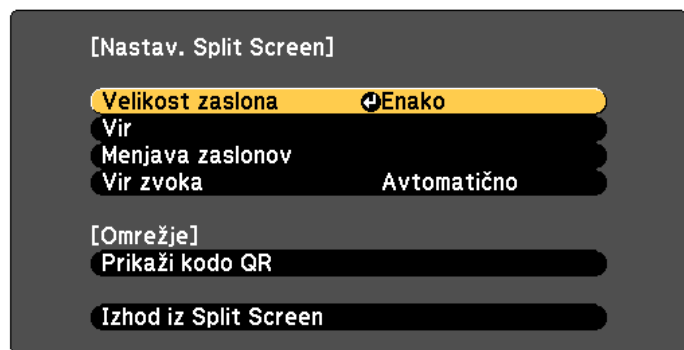 [Nastav. Split Screen]
Velikost zaslona Enako
Vir
Menjava zaslonov
Vir zvoka Avtomatično
[Omrežje]
Prikaži kodo QR
Izhod iz Split Screen